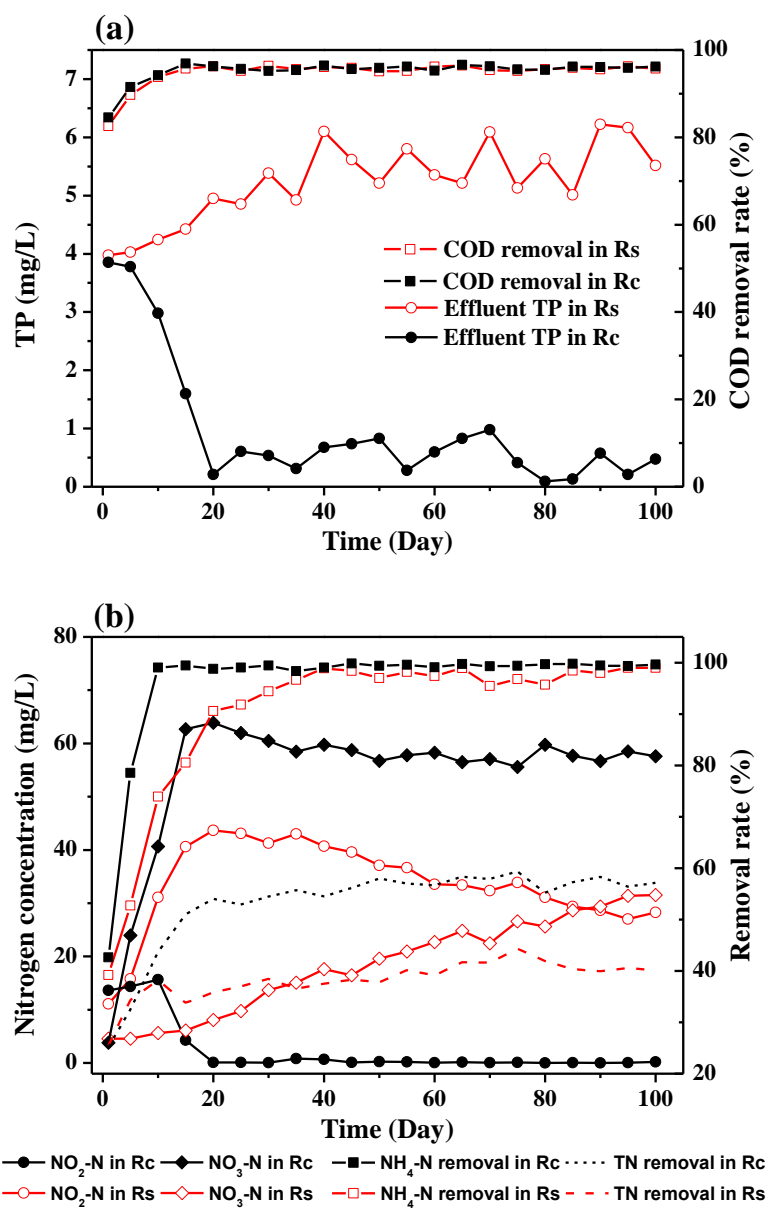 (a)
7
6
5
4
3
2
1
0
TP (mg/L)
100
80
60
40
20
0
COD removal rate (%)
COD removal in Rs
COD removal in Rc
Effluent TP in Rs
Effluent TP in Rc
0 20 40 60 80 100
Time (Day)
(b)
80
60
40
20
0
Nitrogen concentration (mg/L)
100
80
60
40
20
Removal rate (%)
0 20 40 60 80 100
Time (Day)
NO₂-N in Rc NO₃-N in Rc NH₄-N removal in Rc TN removal in Rc
NO₂-N in Rs NO₃-N in Rs NH₄-N removal in Rs TN removal in Rs